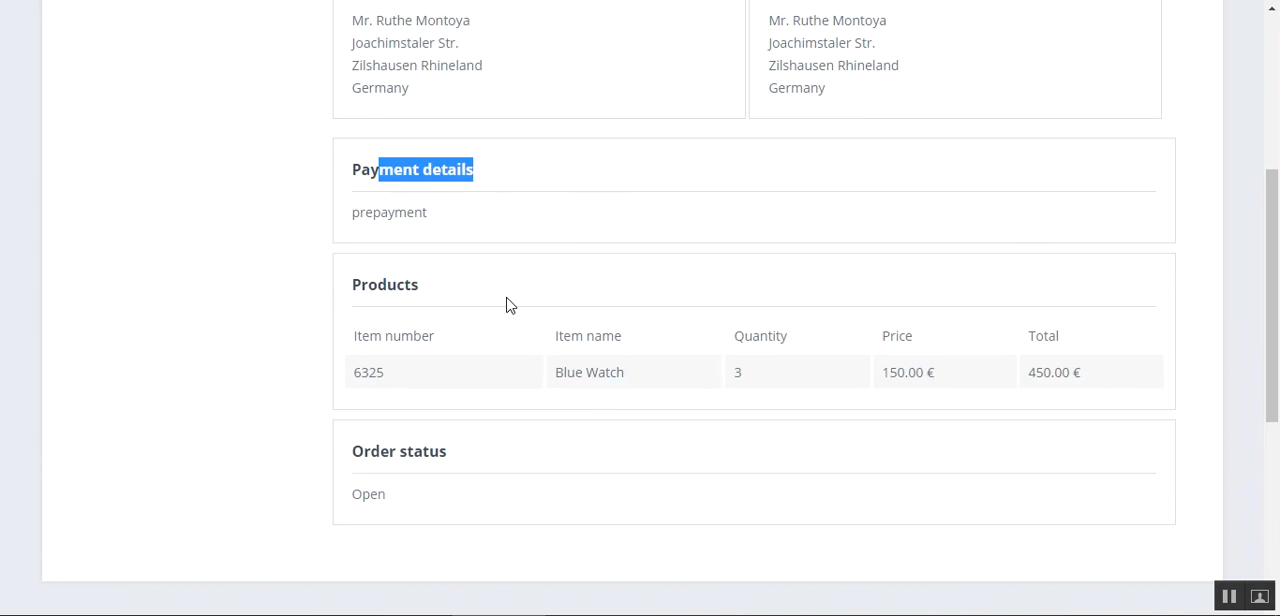 Mr. Ruthe Montoya
Joachimstaler Str.
Zilshausen Rhineland
Germany
Mr. Ruthe Montoya
Joachimstaler Str.
Zilshausen Rhineland
Germany
Payment details
prepayment
Products
Item number Item name Quantity Price Total
6325 Blue Watch 3 150.00 € 450.00 €
Order status
Open